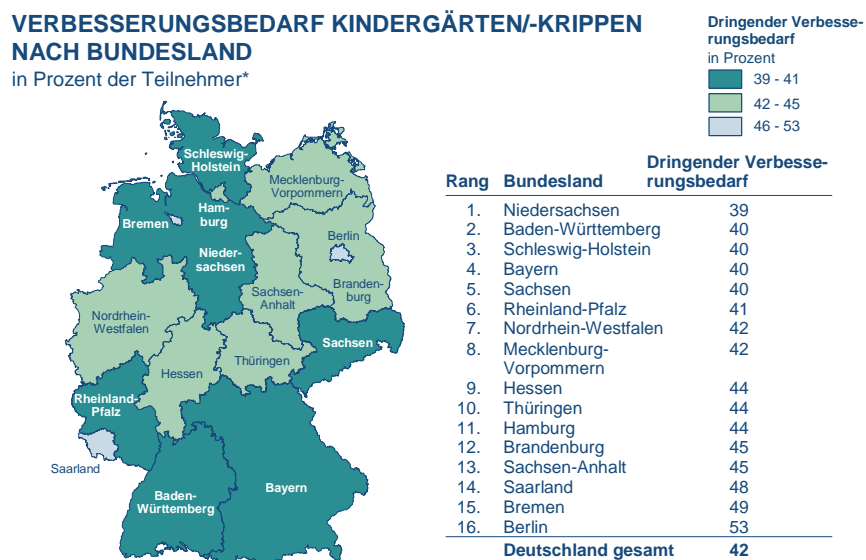 VERBESSERUNGSBEDARF KINDERGÄRTEN/-KRIPPEN
NACH BUNDESLAND
in Prozent der Teilnehmer*
Dringender Verbesse-
rungsbedarf
in Prozent
39 - 41
42 - 45
46 - 53
Schleswig-
Holstein
Mecklenburg-
Vorpommern
Ham-
burg
Bremen
Nieder-
sachsen
Berlin
Branden-
burg
Sachsen-
Anhalt
Nordrhein-
Westfalen
Sachsen
Thüringen
Hessen
Rheinland-
Pfalz
Saarland
Baden-
Württemberg
Bayern
Rang Bundesland Dringender Verbesse-
rungsbedarf
1. Niedersachsen 39
2. Baden-Württemberg 40
3. Schleswig-Holstein 40
4. Bayern 40
5. Sachsen 40
6. Rheinland-Pfalz 41
7. Nordrhein-Westfalen 42
8. Mecklenburg- 42
Vorpommern
9. Hessen 44
10. Thüringen 44
11. Hamburg 44
12. Brandenburg 45
13. Sachsen-Anhalt 45
14. Saarland 48
15. Bremen 49
16. Berlin 53
Deutschland gesamt 42